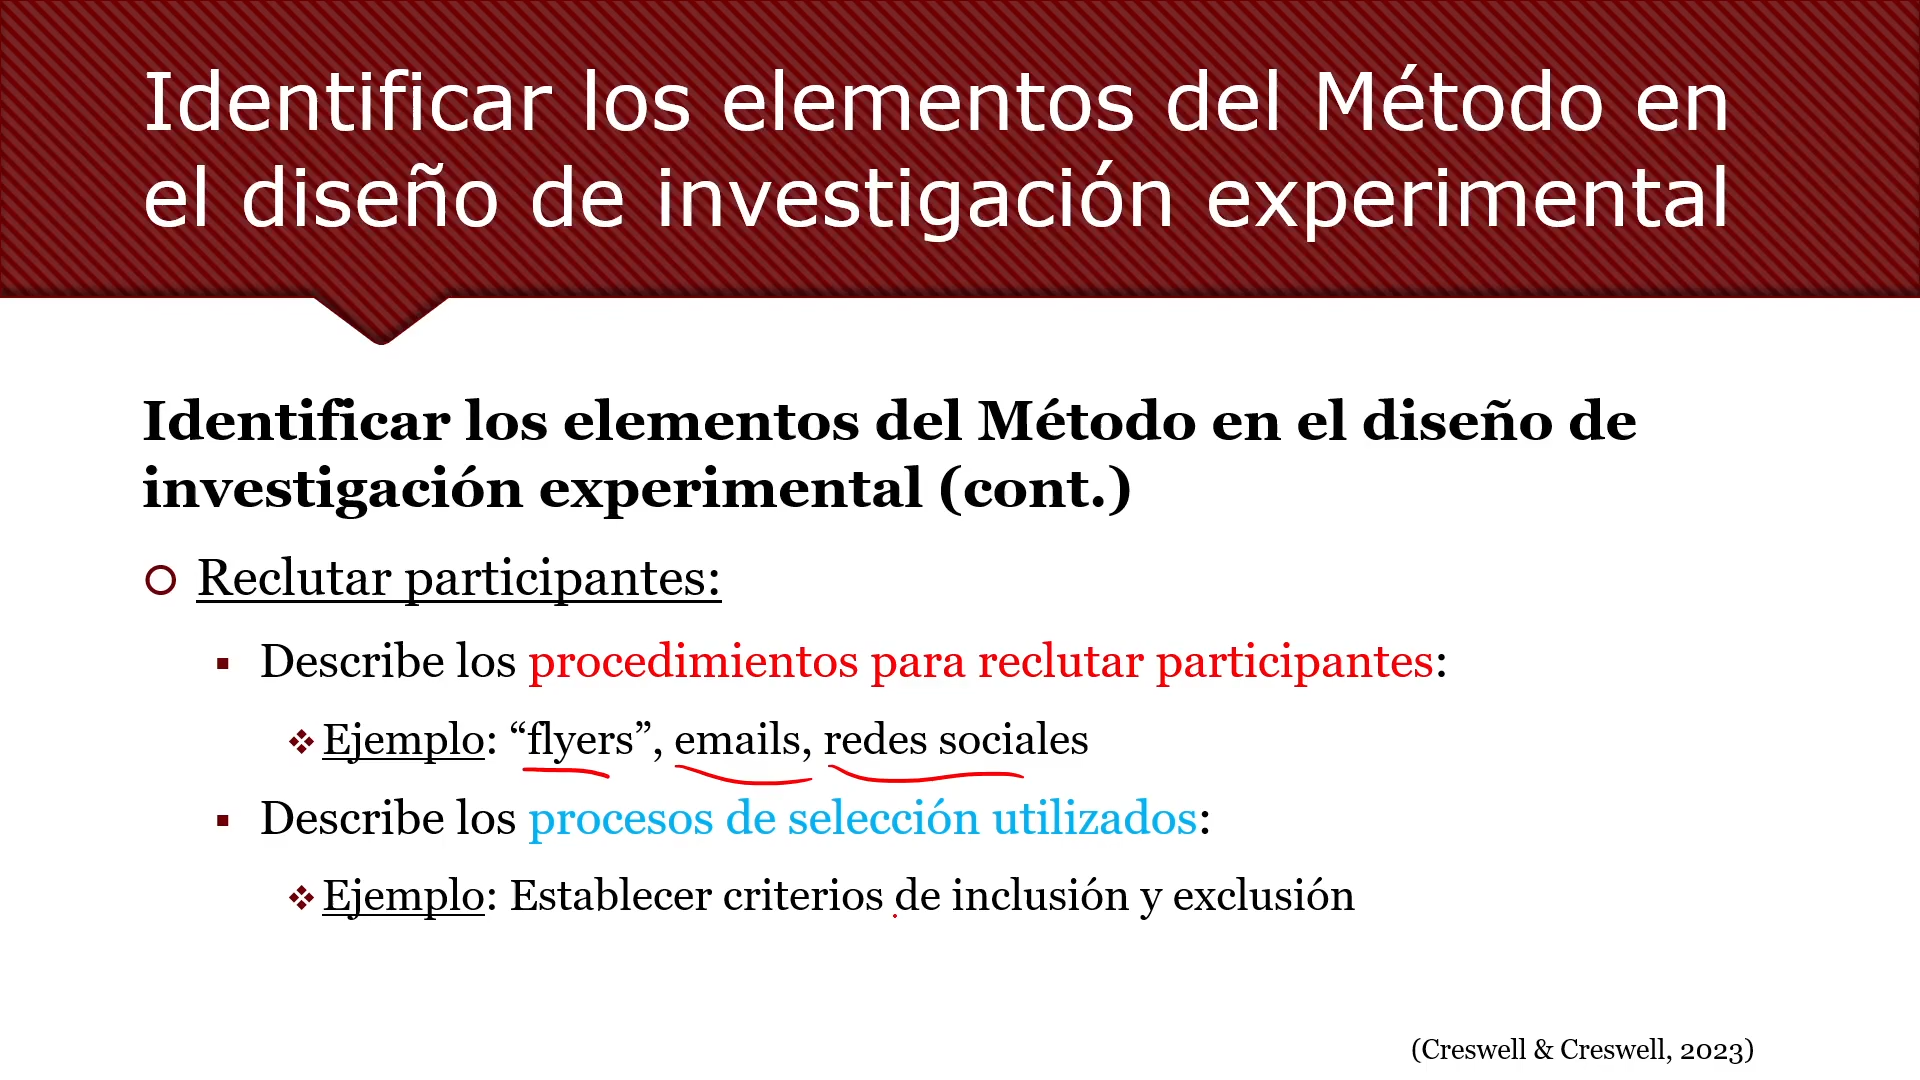 Identificar los elementos del Método en
el diseño de investigación experimental
Identificar los elementos del Método en el diseño de
investigación experimental (cont.)
Reclutar participantes:
Describe los procedimientos para reclutar participantes:
Ejemplo: “flyers”, emails, redes sociales
Describe los procesos de selección utilizados:
Ejemplo: Establecer criterios de inclusión y exclusión
(Creswell & Creswell, 2023)